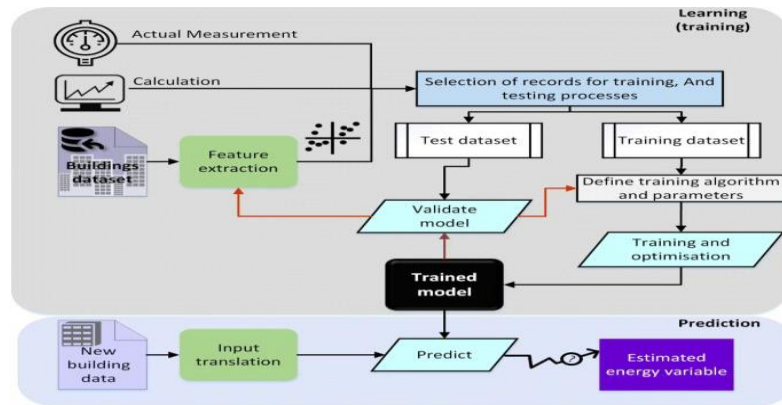 Learning
(training)
Actual Measurement
Calculation
Selection of records for training, And
testing processes
Buildings
dataset
Feature
extraction
Test dataset
Training dataset
Define training algorithm
and parameters
Validate
model
Training and
optimisation
Trained
model
Prediction
New
building
data
Input
translation
Predict
?
Estimated
energy variable